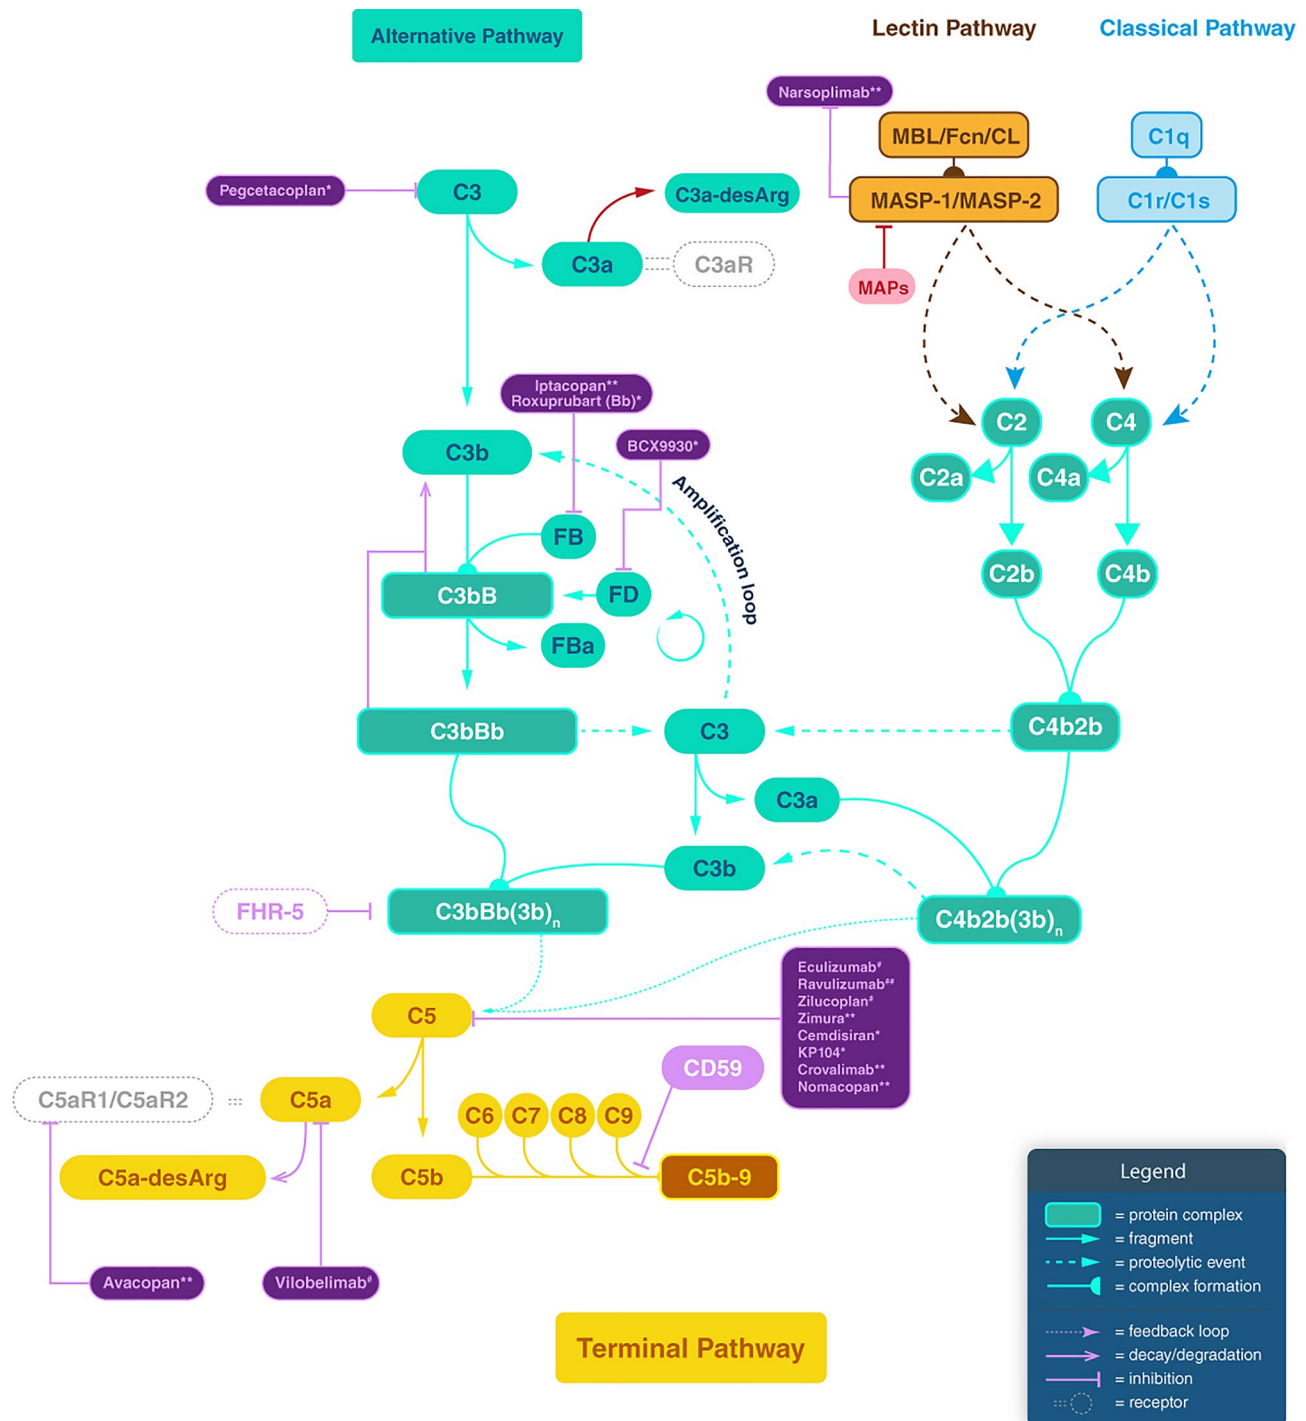 Alternative Pathway
Lectin Pathway
Classical Pathway
Narsoplimab**
MBL/Fcn/CL
C1q
Pegcetacoplan*
C3
C3a-desArg
MASP-1/MASP-2
C1r/C1s
C3a
C3aR
MAPs
Iptacopan**
Roxuprubart (Bb)*
BCX9930*
C3b
C2
C4
C2a
C4a
Amplification loop
FB
C3bB
FD
C2b
C4b
FBa
C3bBb
C3
C4b2b
C3a
C3b
FHR-5
C3bBb(3b)n
C4b2b(3b)n
Eculizumab#
Ravulizumab##
Zilucoplan#
Zimura**
Cemdisiran*
KP104*
Crovalimab**
Nomacopan**
C5
CD59
C5aR1/C5aR2
C5a
C6
C7
C8
C9
C5a-desArg
C5b
C5b-9
Avacopan**
Vilobelimab#
Terminal Pathway
Legend
= protein complex
= fragment
= proteolytic event
= complex formation
= feedback loop
= decay/degradation
= inhibition
= receptor